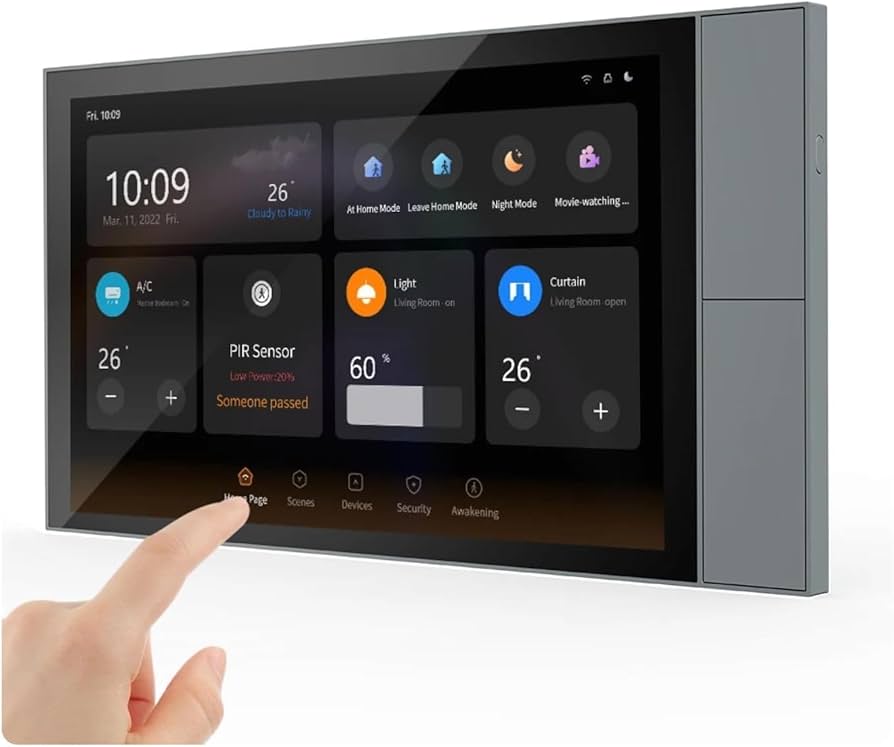 Fri. 10:09
10:09
Mar. 11, 2022 Fri.
26°
Cloudy to Rainy
At Home Mode
Leave Home Mode
Night Mode
Movie-watching ...
A/C
On
26°
PIR Sensor
Low Power:20%
Someone passed
Light
Living Room · on
60 %
Curtain
Living Room · open
26°
Page
Scenes
Devices
Security
Awakening